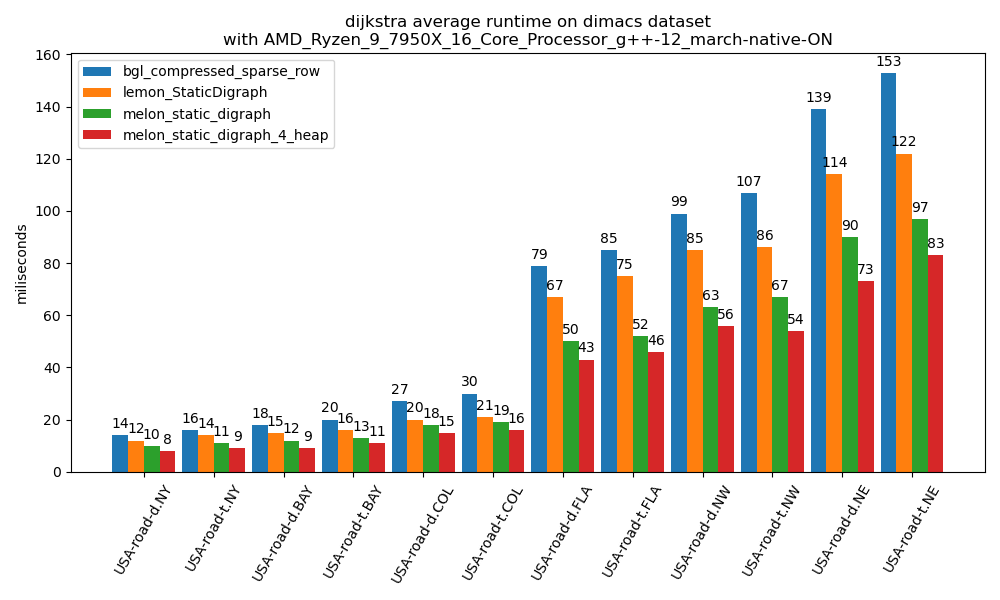 dijkstra average runtime on dimacs dataset
with AMD_Ryzen_9_7950X_16_Core_Processor_g++-12_march-native-ON
bgl_compressed_sparse_row
lemon_StaticDigraph
melon_static_digraph
melon_static_digraph_4_heap
miliseconds
160
140
120
100
80
60
40
20
0
14 12 10 8
16 14 11 9
18 15 12 9
20 16 13 11
27 20 18 15
30 21 19 16
79 67 50 43
85 75 52 46
99 85 63 56
107 86 67 54
139 114 90 73
153 122 97 83
USA-road-d.NY
USA-road-t.NY
USA-road-d.BAY
USA-road-t.BAY
USA-road-d.COL
USA-road-t.COL
USA-road-d.FLA
USA-road-t.FLA
USA-road-d.NW
USA-road-t.NW
USA-road-d.NE
USA-road-t.NE